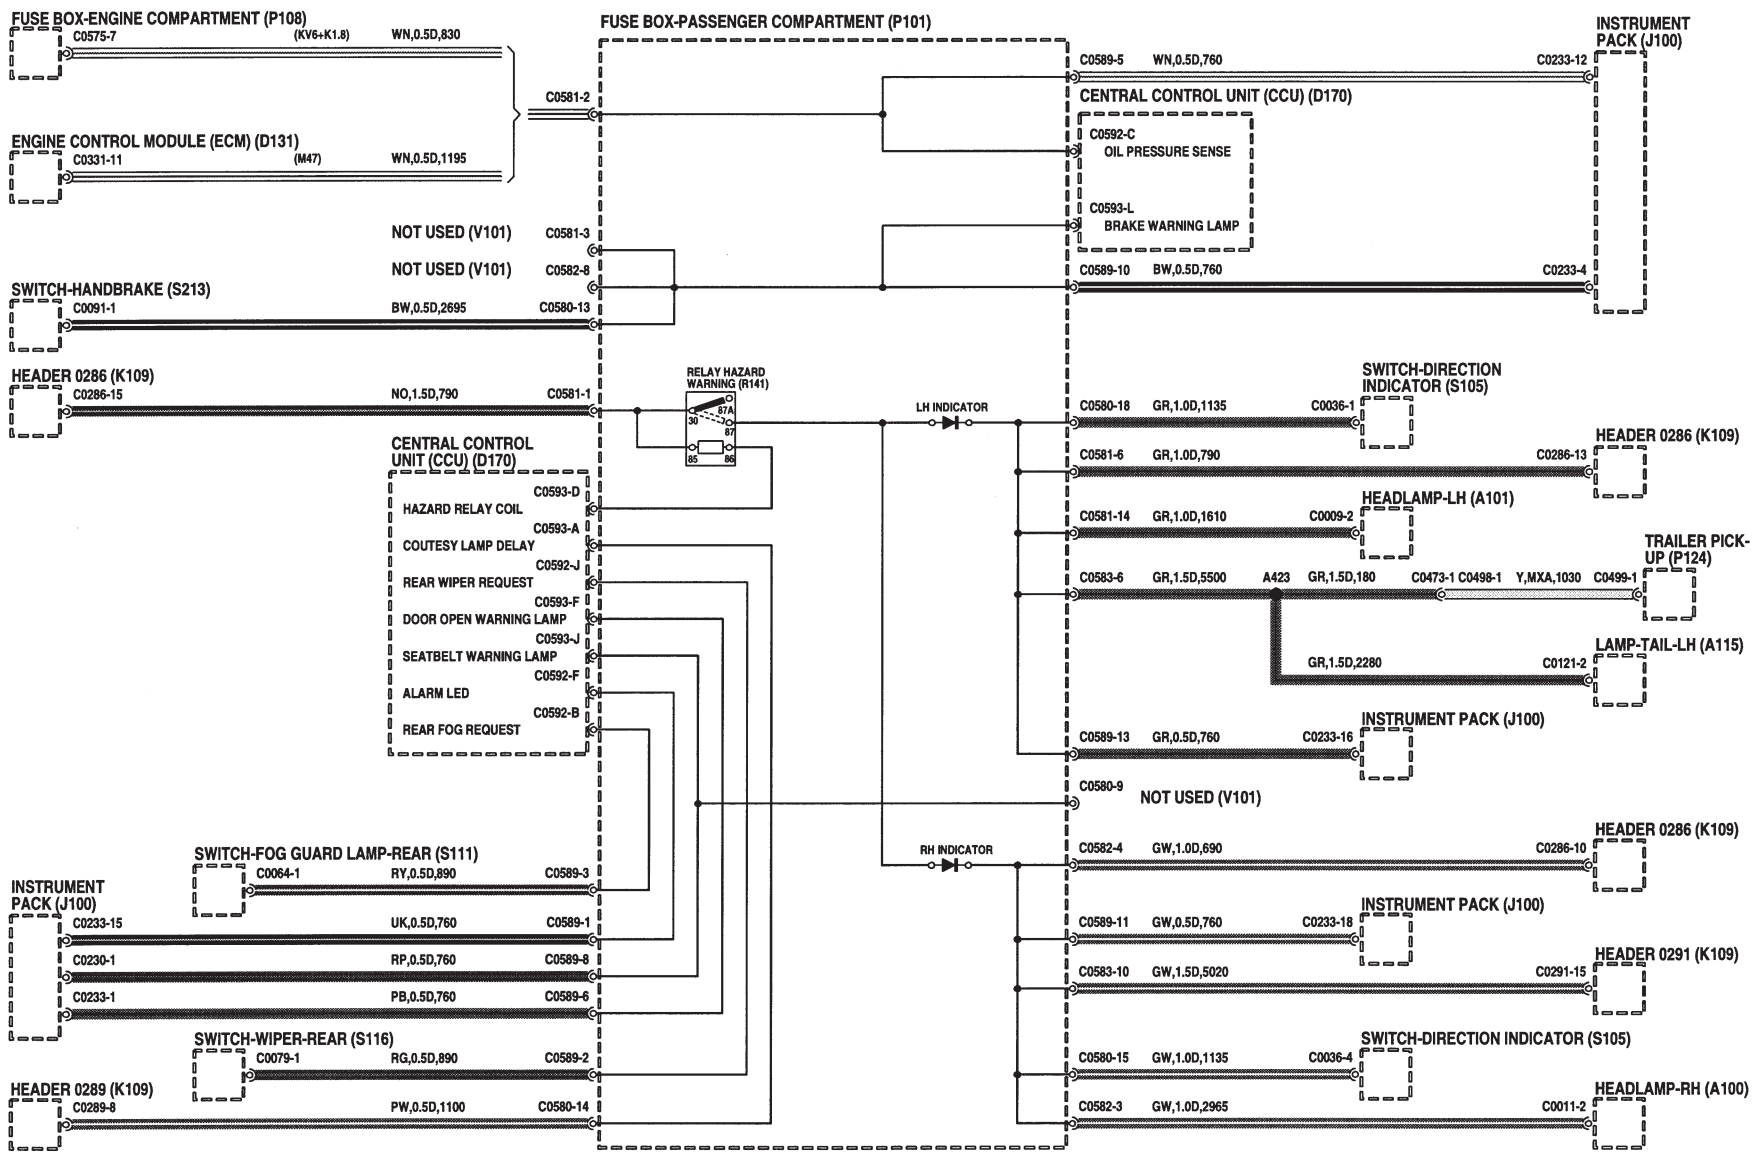 FUSE BOX-ENGINE COMPARTMENT (P108)
C0575-7 (KV6+K1.8) WN,0.5D,830
C0581-2
ENGINE CONTROL MODULE (ECM) (D131)
C0331-11 (M47) WN,0.5D,1195
NOT USED (V101) C0581-3
NOT USED (V101) C0582-8
SWITCH-HANDBRAKE (S213)
C0091-1 BW,0.5D,2695 C0580-13
HEADER 0286 (K109)
C0286-15 NO,1.5D,790 C0581-1
CENTRAL CONTROL
UNIT (CCU) (D170)
C0593-D
HAZARD RELAY COIL
C0593-A
COUTESY LAMP DELAY
C0592-J
REAR WIPER REQUEST
C0593-F
DOOR OPEN WARNING LAMP
C0593-J
SEATBELT WARNING LAMP
C0592-F
ALARM LED
C0592-B
REAR FOG REQUEST
SWITCH-FOG GUARD LAMP-REAR (S111)
C0064-1 RY,0.5D,890 C0589-3
INSTRUMENT
PACK (J100)
C0233-15 UK,0.5D,760 C0589-1
C0230-1 RP,0.5D,760 C0589-8
C0233-1 PB,0.5D,760 C0589-6
SWITCH-WIPER-REAR (S116)
C0079-1 RG,0.5D,890 C0589-2
HEADER 0289 (K109)
C0289-8 PW,0.5D,1100 C0580-14
FUSE BOX-PASSENGER COMPARTMENT (P101)
RELAY HAZARD
WARNING (R141)
87A
30
87
85 86
LH INDICATOR
RH INDICATOR
INSTRUMENT
PACK (J100)
C0589-5 WN,0.5D,760 C0233-12
CENTRAL CONTROL UNIT (CCU) (D170)
C0592-C
OIL PRESSURE SENSE
C0593-L
BRAKE WARNING LAMP
C0589-10 BW,0.5D,760 C0233-4
SWITCH-DIRECTION
INDICATOR (S105)
C0580-18 GR,1.0D,1135 C0036-1
HEADER 0286 (K109)
C0581-6 GR,1.0D,790 C0286-13
HEADLAMP-LH (A101)
C0581-14 GR,1.0D,1610 C0009-2
TRAILER PICK-
UP (P124)
C0583-6 GR,1.5D,5500 A423 GR,1.5D,180 C0473-1 C0498-1 Y,MXA,1030 C0499-1
LAMP-TAIL-LH (A115)
GR,1.5D,2280 C0121-2
INSTRUMENT PACK (J100)
C0589-13 GR,0.5D,760 C0233-16
C0580-9
NOT USED (V101)
HEADER 0286 (K109)
C0582-4 GW,1.0D,690 C0286-10
INSTRUMENT PACK (J100)
C0589-11 GW,0.5D,760 C0233-18
HEADER 0291 (K109)
C0583-10 GW,1.5D,5020 C0291-15
SWITCH-DIRECTION INDICATOR (S105)
C0580-15 GW,1.0D,1135 C0036-4
HEADLAMP-RH (A100)
C0582-3 GW,1.0D,2965 C0011-2